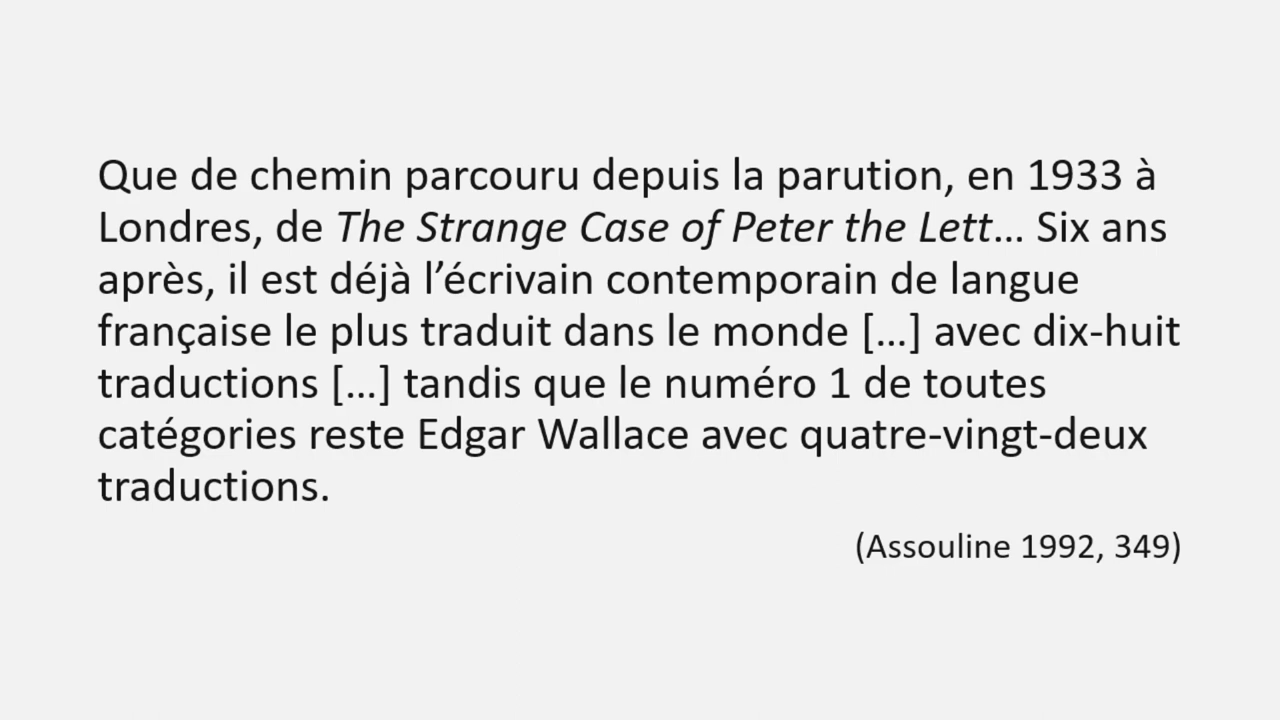 Que de chemin parcouru depuis la parution, en 1933 à
Londres, de The Strange Case of Peter the Lett… Six ans
après, il est déjà l’écrivain contemporain de langue
française le plus traduit dans le monde […] avec dix-huit
traductions […] tandis que le numéro 1 de toutes
catégories reste Edgar Wallace avec quatre-vingt-deux
traductions.
(Assouline 1992, 349)